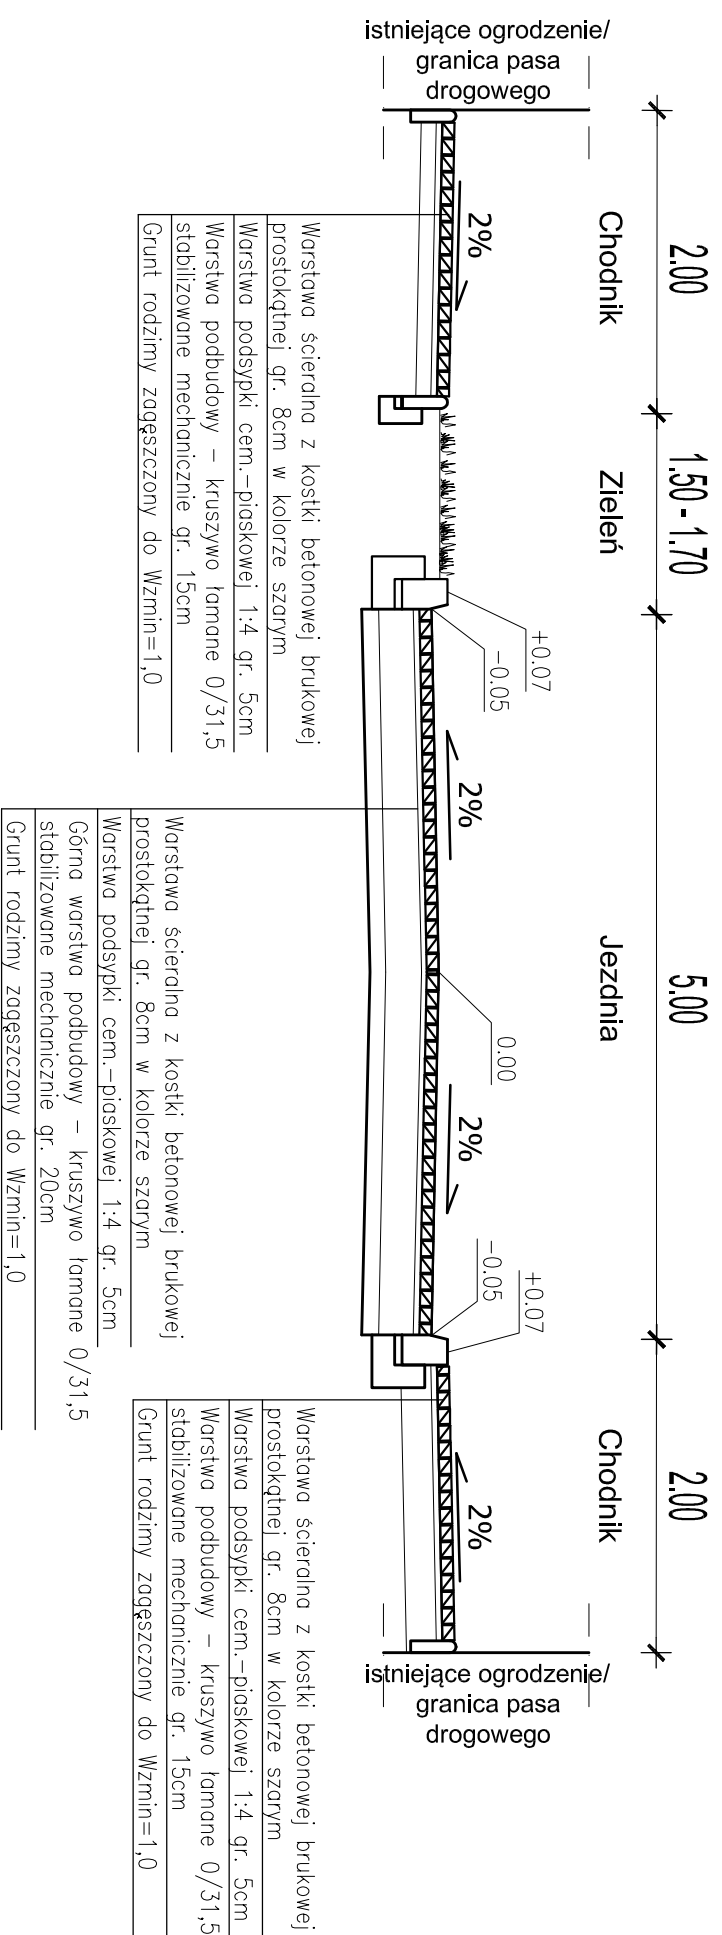 istniejące ogrodzenie/
granica pasa
drogowego
2.00
1.50 - 1.70
5.00
2.00
Chodnik
Zieleń
Jezdnia
Chodnik
2%
+0.07
-0.05
2%
0.00
2%
+0.07
-0.05
2%
Warstawa ścieralna z kostki betonowej brukowej
prostokątnej gr. 8cm w kolorze szarym
Warstwa podsypki cem.-piaskowej 1:4 gr. 5cm
Warstwa podbudowy – kruszywo łamane 0/31,5
stabilizowane mechanicznie gr. 15cm
Grunt rodzimy zagęszczony do Wzmin=1,0
Warstawa ścieralna z kostki betonowej brukowej
prostokątnej gr. 8cm w kolorze szarym
Warstwa podsypki cem.-piaskowej 1:4 gr. 5cm
Górna warstwa podbudowy – kruszywo łamane 0/31,5
stabilizowane mechanicznie gr. 20cm
Grunt rodzimy zagęszczony do Wzmin=1,0
Warstawa ścieralna z kostki betonowej brukowej
prostokątnej gr. 8cm w kolorze szarym
Warstwa podsypki cem.-piaskowej 1:4 gr. 5cm
Warstwa podbudowy – kruszywo łamane 0/31,5
stabilizowane mechanicznie gr. 15cm
Grunt rodzimy zagęszczony do Wzmin=1,0
istniejące ogrodzenie/
granica pasa
drogowego